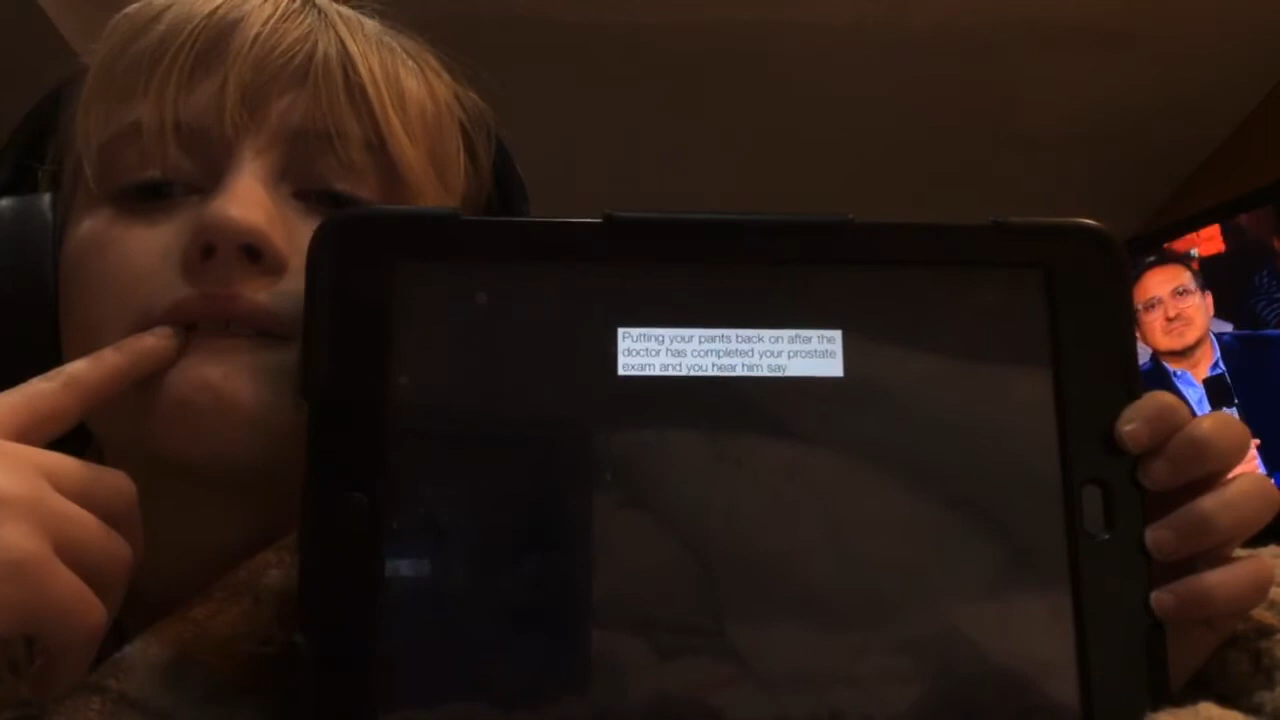 Putting your pants back on after the
doctor has completed your prostate
exam and you hear him say